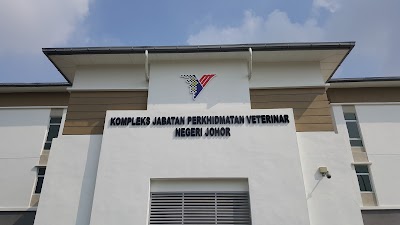 KOMPLEKS JABATAN PERKHIDMATAN VETERINAR
NEGERI JOHOR